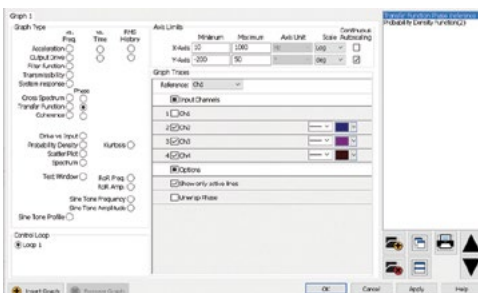 Graph 1
Graph Type
vs. Freq.
vs. Time
RMS History
Acceleration
Output Drive
Filter Function
Transmissibility
System response
Phase
Cross Spectrum
Transfer Function
Coherence
Drive vs Input
Probability Density
Kurtosis
Scatter Plot
Spectrum
Text Window
RoR Freq
RoR Amp
Sine Tone Frequency
Sine Tone Amplitude
Sine Tone Profile
Control Loop
Loop 1
Axis Limits
Minimum
Maximum
Axis Unit
Scale
Continuous Autoscaling
X-Axis
10
1000
Hz
Log
Y-Axis
-200
50
deg
Graph Traces
Reference:
Ch1
Input Channels
1
Ch1
2
Ch2
3
Ch3
4
Ch4
Options
Show only active lines
Unwrap Phase
Transfer Function Phase Reference
Probability Density Function(2)
Insert Graph
Remove Graph
OK
Cancel
Apply
Help